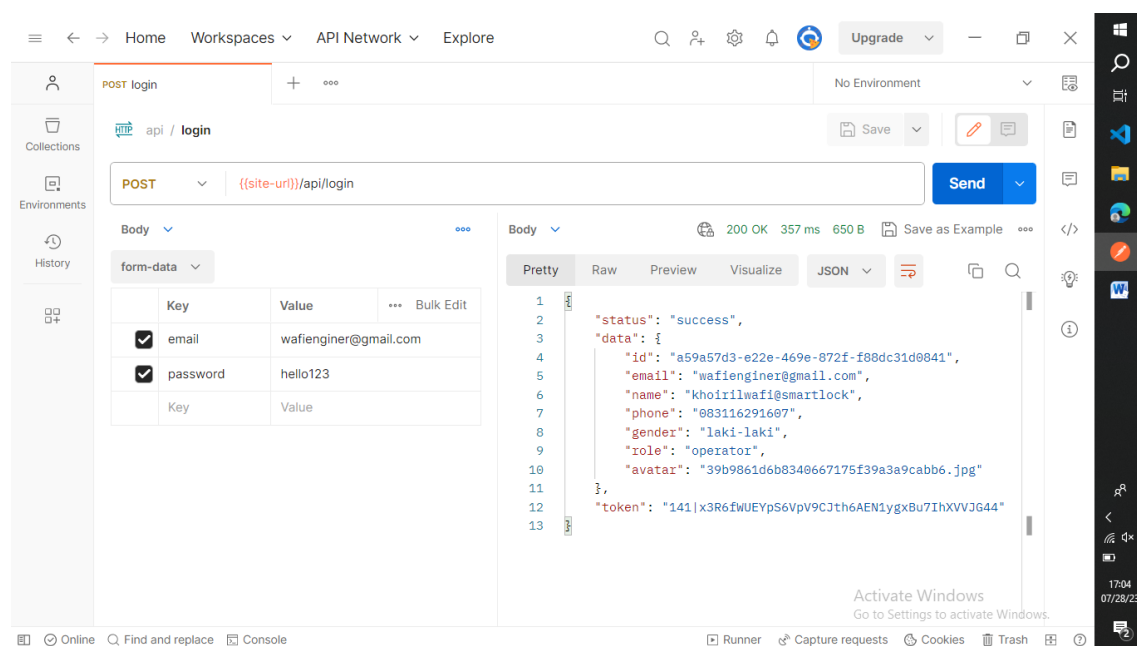 Home Workspaces API Network Explore Upgrade
POST login No Environment
HTTP api / login Save
Collections
POST {{site-url}}/api/login Send
Environments
Body Body 200 OK 357 ms 650 B Save as Example
History
form-data Pretty Raw Preview Visualize JSON
Key Value Bulk Edit
email wafienginer@gmail.com
password hello123
Key Value
1 {
2 "status": "success",
3 "data": {
4 "id": "a59a57d3-e22e-469e-872f-f88dc31d0841",
5 "email": "wafienginer@gmail.com",
6 "name": "khoirilwafi@smartlock",
7 "phone": "083116291607",
8 "gender": "laki-laki",
9 "role": "operator",
10 "avatar": "39b9861d6b8340667175f39a3a9cabb6.jpg"
11 },
12 "token": "141|x3R6fWUEYpS6VpV9CJth6AEN1ygxBu7IhXVVJG44"
13 }
17:04
07/28/23
Activate Windows
Go to Settings to activate Windows.
Online Find and replace Console Runner Capture requests Cookies Trash
2